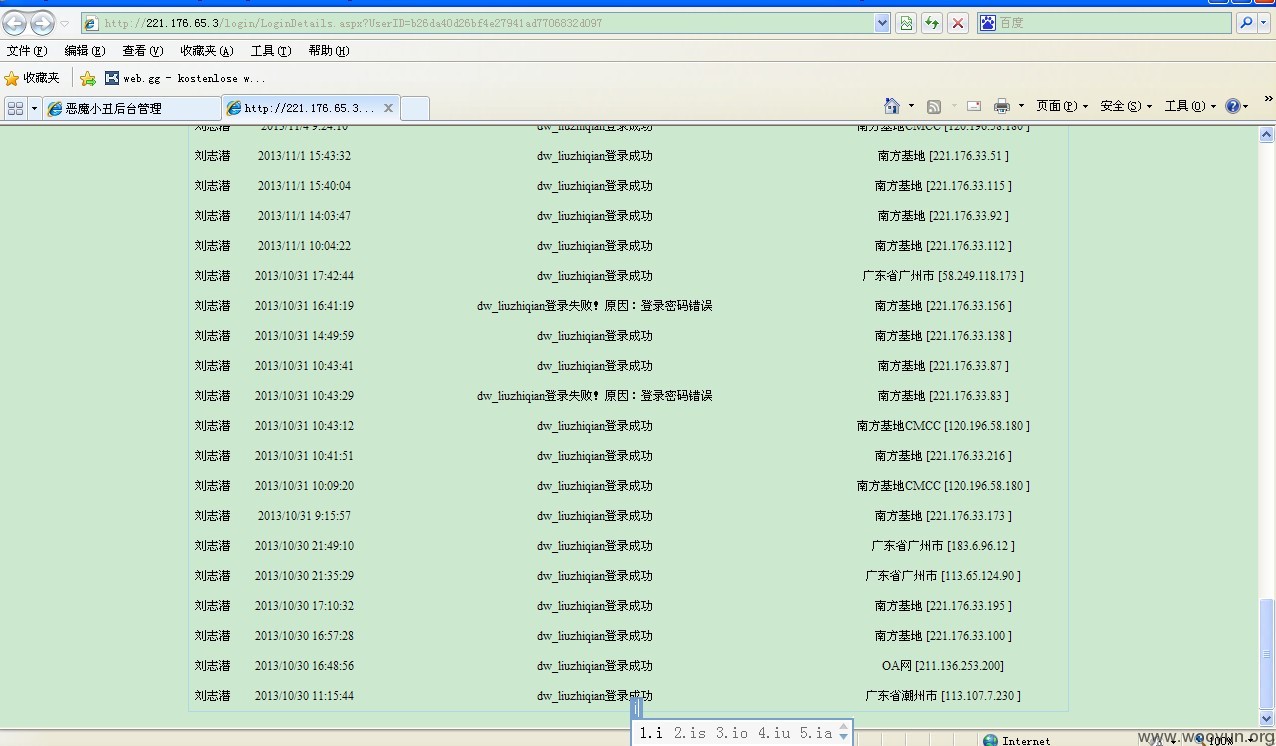 http://221.176.65.3/login/LoginDetails.aspx?UserID=b26da40d26bf4e27941ad7706832d097 百度
文件(F) 编辑(E) 查看(V) 收藏夹(A) 工具(T) 帮助(H)
收藏夹 web.gg - kostenlose w...
恶魔小丑后台管理 http://221.176.65.3... 页面(P) 安全(S) 工具(O) »
刘志潜 2013/11/4 9:24:10 dw_liuzhiqian登录成功 南方基地CMCC [120.196.58.180 ]
刘志潜 2013/11/1 15:43:32 dw_liuzhiqian登录成功 南方基地 [221.176.33.51 ]
刘志潜 2013/11/1 15:40:04 dw_liuzhiqian登录成功 南方基地 [221.176.33.115 ]
刘志潜 2013/11/1 14:03:47 dw_liuzhiqian登录成功 南方基地 [221.176.33.92 ]
刘志潜 2013/11/1 10:04:22 dw_liuzhiqian登录成功 南方基地 [221.176.33.112 ]
刘志潜 2013/10/31 17:42:44 dw_liuzhiqian登录成功 广东省广州市 [58.249.118.173 ]
刘志潜 2013/10/31 16:41:19 dw_liuzhiqian登录失败！原因：登录密码错误 南方基地 [221.176.33.156 ]
刘志潜 2013/10/31 14:49:59 dw_liuzhiqian登录成功 南方基地 [221.176.33.138 ]
刘志潜 2013/10/31 10:43:41 dw_liuzhiqian登录成功 南方基地 [221.176.33.87 ]
刘志潜 2013/10/31 10:43:29 dw_liuzhiqian登录失败！原因：登录密码错误 南方基地 [221.176.33.83 ]
刘志潜 2013/10/31 10:43:12 dw_liuzhiqian登录成功 南方基地CMCC [120.196.58.180 ]
刘志潜 2013/10/31 10:41:51 dw_liuzhiqian登录成功 南方基地 [221.176.33.216 ]
刘志潜 2013/10/31 10:09:20 dw_liuzhiqian登录成功 南方基地CMCC [120.196.58.180 ]
刘志潜 2013/10/31 9:15:57 dw_liuzhiqian登录成功 南方基地 [221.176.33.173 ]
刘志潜 2013/10/30 21:49:10 dw_liuzhiqian登录成功 广东省广州市 [183.6.96.12 ]
刘志潜 2013/10/30 21:35:29 dw_liuzhiqian登录成功 广东省广州市 [113.65.124.90 ]
刘志潜 2013/10/30 17:10:32 dw_liuzhiqian登录成功 南方基地 [221.176.33.195 ]
刘志潜 2013/10/30 16:57:28 dw_liuzhiqian登录成功 南方基地 [221.176.33.100 ]
刘志潜 2013/10/30 16:48:56 dw_liuzhiqian登录成功 OA网 [211.136.253.200]
刘志潜 2013/10/30 11:15:44 dw_liuzhiqian登录成功 广东省潮州市 [113.107.7.230 ]
i
1.i 2.is 3.io 4.iu 5.ia
Internet 100%
www.wooyun.org